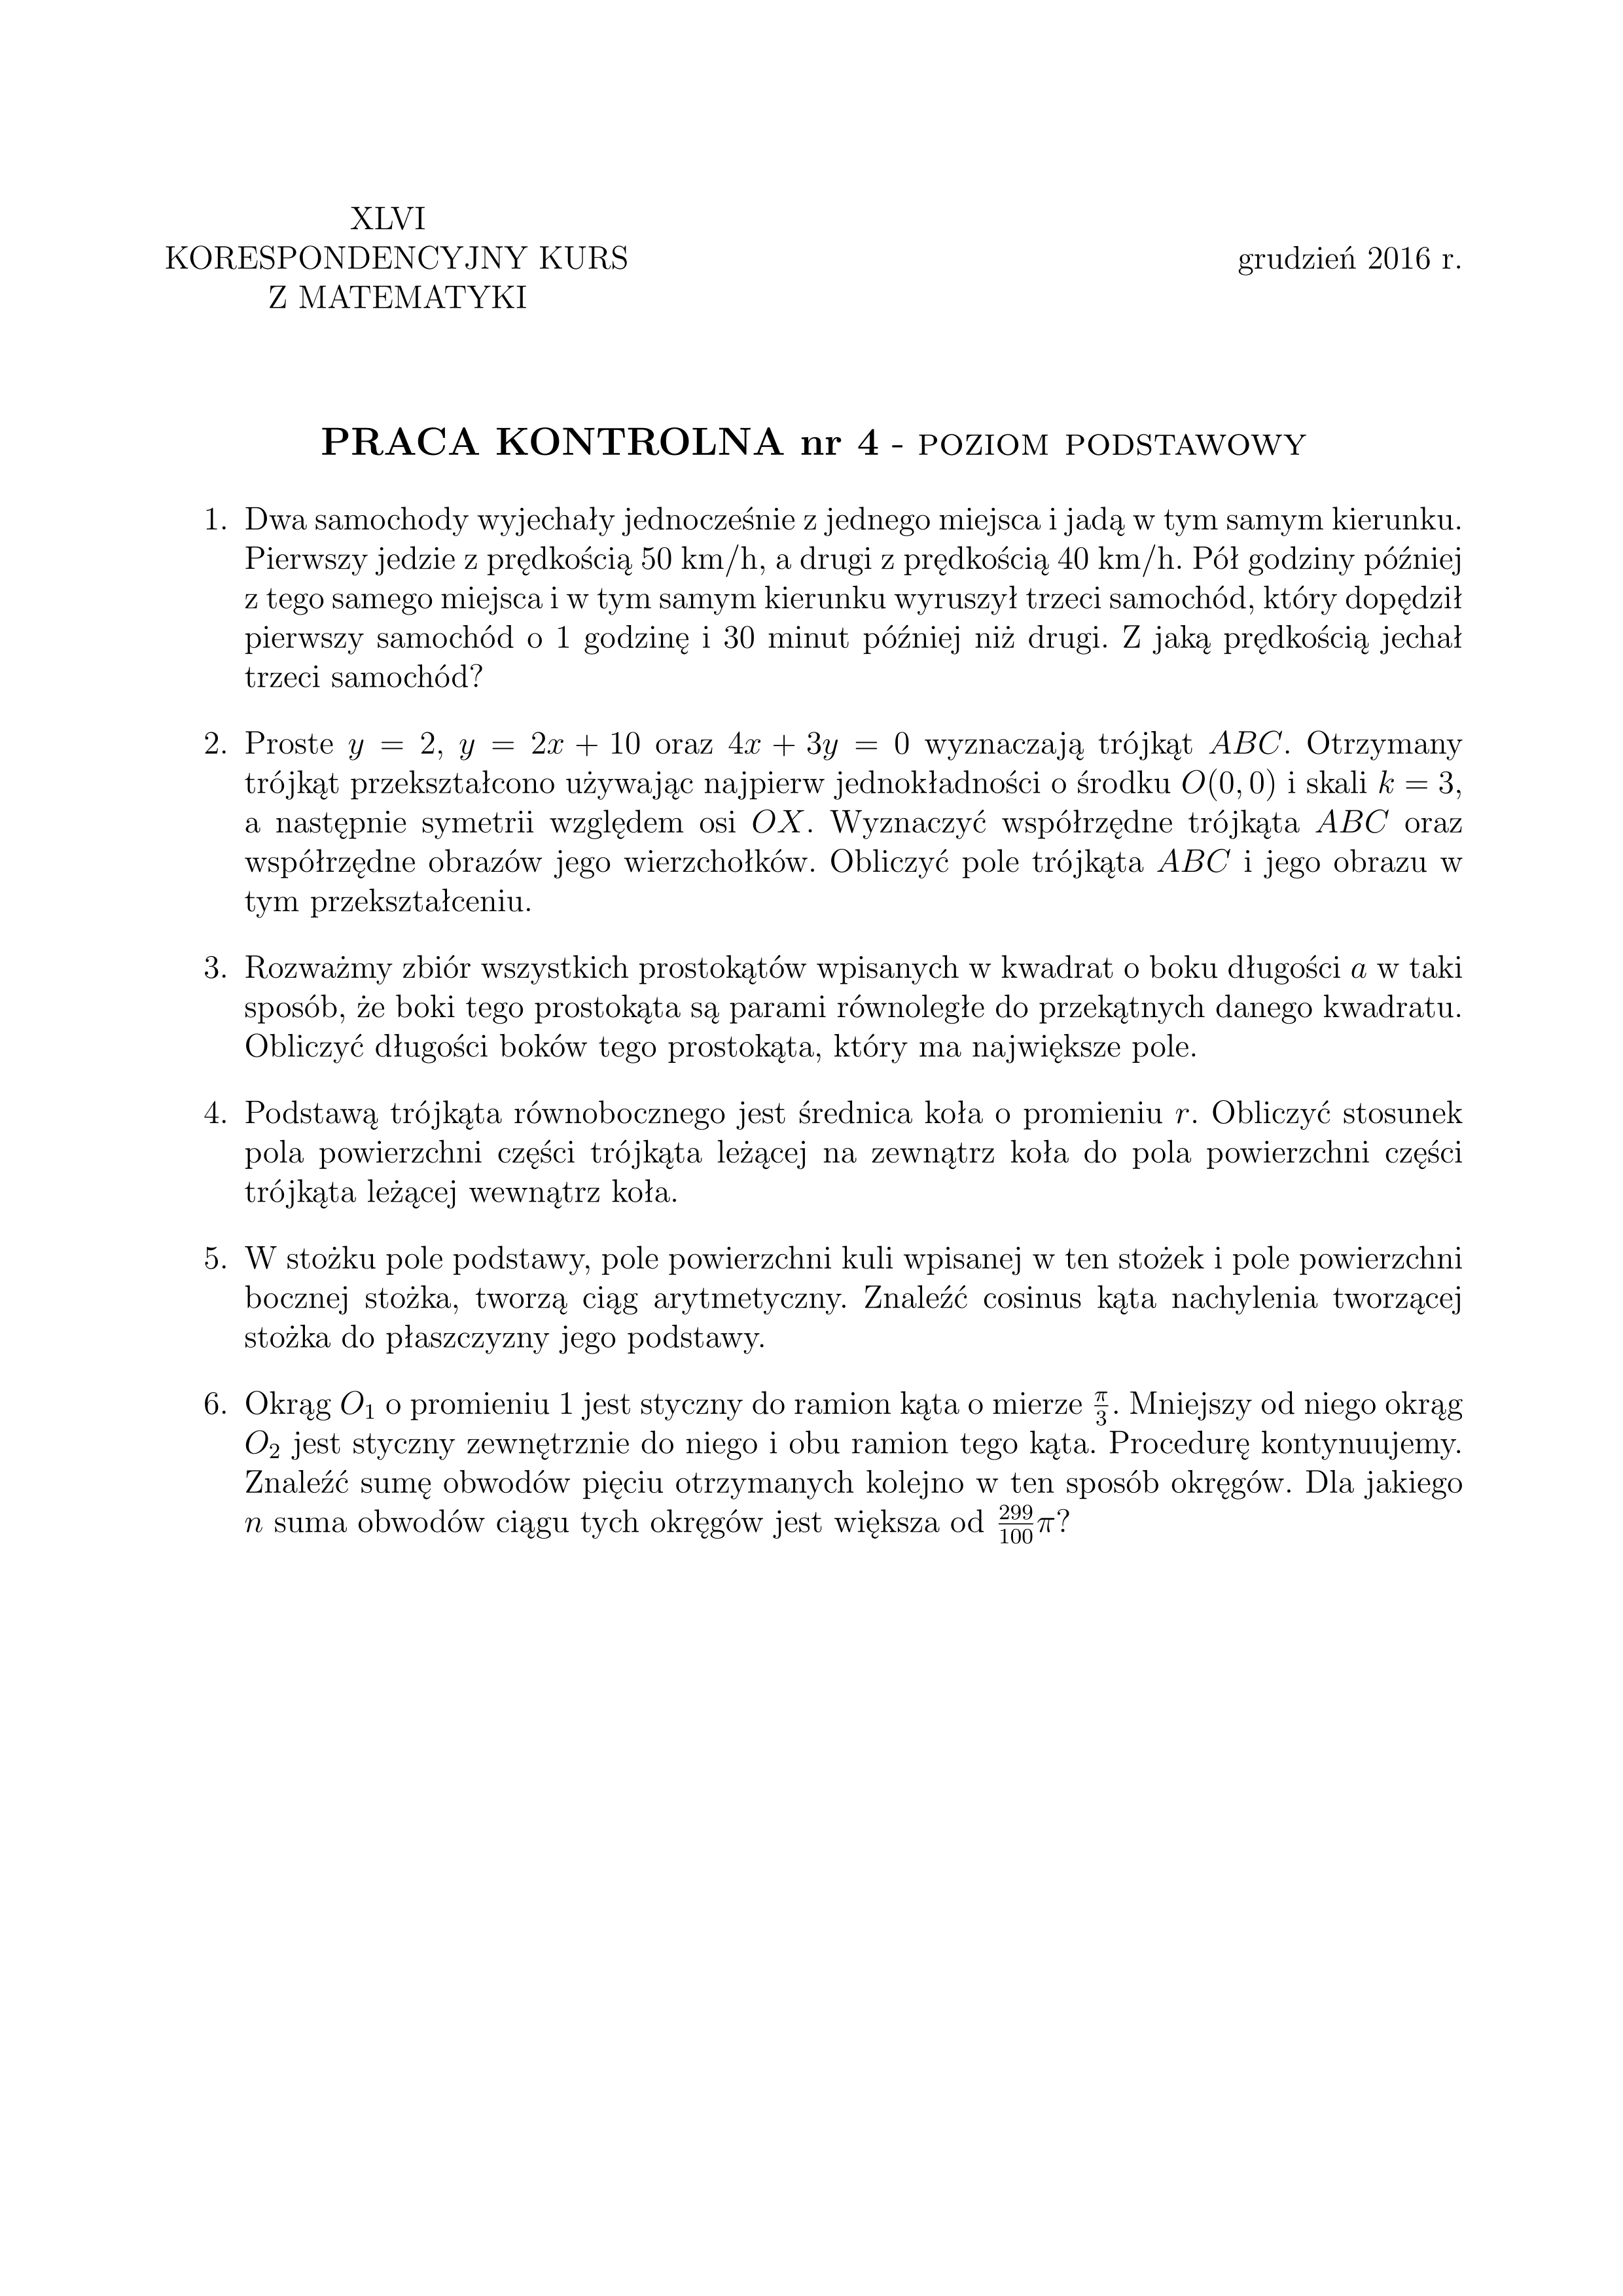 XLVI
KORESPONDENCYJNY KURS
Z MATEMATYKI
grudzień 2016 r.
PRACA KONTROLNA nr 4 - POZIOM PODSTAWOWY
1. Dwa samochody wyjechały jednocześnie z jednego miejsca i jadą w tym samym kierunku.
Pierwszy jedzie z prędkością 50 km/h, a drugi z prędkością 40 km/h. Pół godziny później
z tego samego miejsca i w tym samym kierunku wyruszył trzeci samochód, który dopędził
pierwszy samochód o 1 godzinę i 30 minut później niż drugi. Z jaką prędkością jechał
trzeci samochód?
2. Proste $y = 2$, $y = 2x + 10$ oraz $4x + 3y = 0$ wyznaczają trójkąt $ABC$. Otrzymany
trójkąt przekształcono używając najpierw jednokładności o środku $O(0,0)$ i skali $k = 3$,
a następnie symetrii względem osi $OX$. Wyznaczyć współrzędne trójkąta $ABC$ oraz
współrzędne obrazów jego wierzchołków. Obliczyć pole trójkąta $ABC$ i jego obrazu w
tym przekształceniu.
3. Rozważmy zbiór wszystkich prostokątów wpisanych w kwadrat o boku długości $a$ w taki
sposób, że boki tego prostokąta są parami równoległe do przekątnych danego kwadratu.
Obliczyć długości boków tego prostokąta, który ma największe pole.
4. Podstawą trójkąta równobocznego jest średnica koła o promieniu $r$. Obliczyć stosunek
pola powierzchni części trójkąta leżącej na zewnątrz koła do pola powierzchni części
trójkąta leżącej wewnątrz koła.
5. W stożku pole podstawy, pole powierzchni kuli wpisanej w ten stożek i pole powierzchni
bocznej stożka, tworzą ciąg arytmetyczny. Znaleźć cosinus kąta nachylenia tworzącej
stożka do płaszczyzny jego podstawy.
6. Okrąg $O_1$ o promieniu 1 jest styczny do ramion kąta o mierze $\frac{\pi}{3}$. Mniejszy od niego okrąg
$O_2$ jest styczny zewnętrznie do niego i obu ramion tego kąta. Procedurę kontynuujemy.
Znaleźć sumę obwodów pięciu otrzymanych kolejno w ten sposób okręgów. Dla jakiego
$n$ suma obwodów ciągu tych okręgów jest większa od $\frac{299}{100}\pi$?